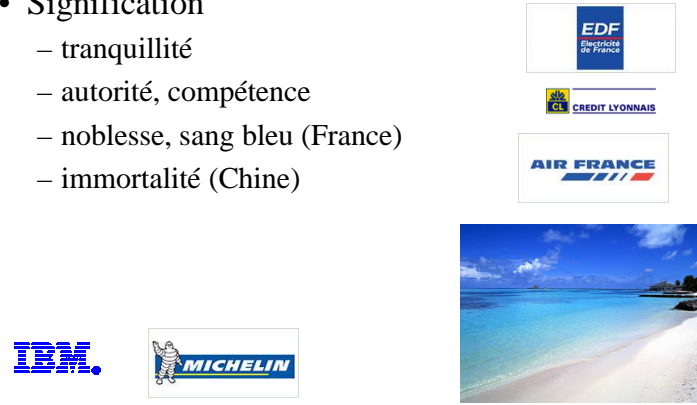 • Signification
– tranquillité
– autorité, compétence
– noblesse, sang bleu (France)
– immortalité (Chine)
EDF
Electricité
de France
CL CREDIT LYONNAIS
AIR FRANCE
IBM.
MICHELIN